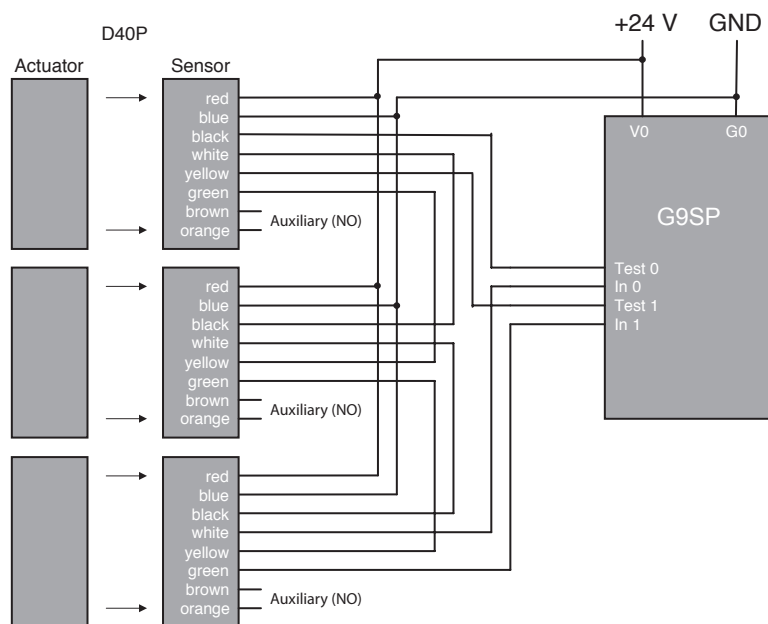 +24 V GND
D40P
Actuator Sensor
V0 G0
G9SP
red
blue
black
white
yellow
green
brown
orange
Auxiliary (NO)
Test 0
In 0
Test 1
In 1
red
blue
black
white
yellow
green
brown
orange
Auxiliary (NO)
red
blue
black
white
yellow
green
brown
orange
Auxiliary (NO)